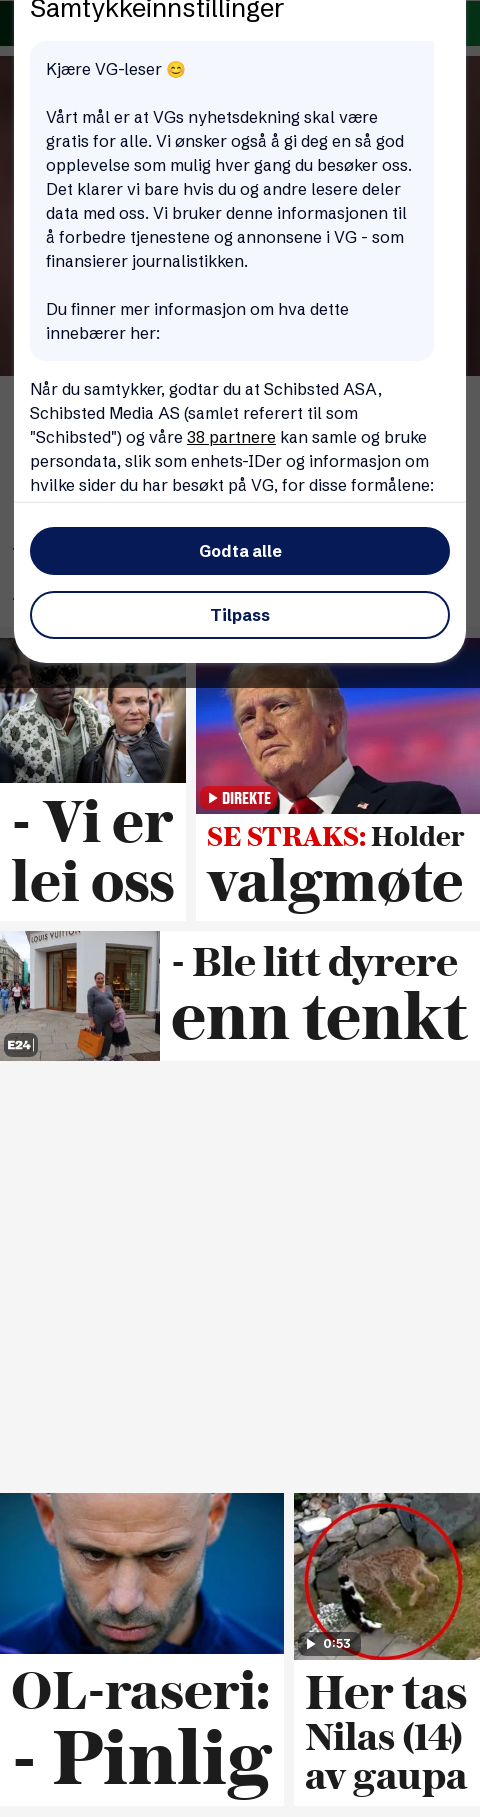 Samtykkeinnstillinger
Kjære VG-leser 😊
Vårt mål er at VGs nyhetsdekning skal være
gratis for alle. Vi ønsker også å gi deg en så god
opplevelse som mulig hver gang du besøker oss.
Det klarer vi bare hvis du og andre lesere deler
data med oss. Vi bruker denne informasjonen til
å forbedre tjenestene og annonsene i VG - som
finansierer journalistikken.
Du finner mer informasjon om hva dette
innebærer her:
Når du samtykker, godtar du at Schibsted ASA,
Schibsted Media AS (samlet referert til som
"Schibsted") og våre 38 partnere kan samle og bruke
persondata, slik som enhets-IDer og informasjon om
hvilke sider du har besøkt på VG, for disse formålene:
Godta alle
Tilpass
- Vi er
lei oss
DIREKTE
SE STRAKS: Holder
valgmøte
LOUIS VUITTON
E24
- Ble litt dyrere
enn tenkt
OL-raseri:
- Pinlig
0:53
Her tas
Nilas (14)
av gaupa